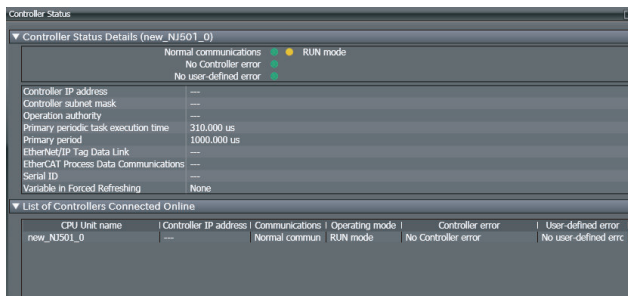 Controller Status
▼ Controller Status Details (new_NJ501_0)
Normal communications RUN mode
No Controller error
No user-defined error
Controller IP address ---
Controller subnet mask ---
Operation authority ---
Primary periodic task execution time 310.000 us
Primary period 1000.000 us
EtherNet/IP Tag Data Link ---
EtherCAT Process Data Communications ---
Serial ID ---
Variable in Forced Refreshing None
▼ List of Controllers Connected Online
CPU Unit name | Controller IP address | Communications | Operating mode | Controller error | User-defined error
new_NJ501_0 --- Normal commun RUN mode No Controller error No user-defined errc